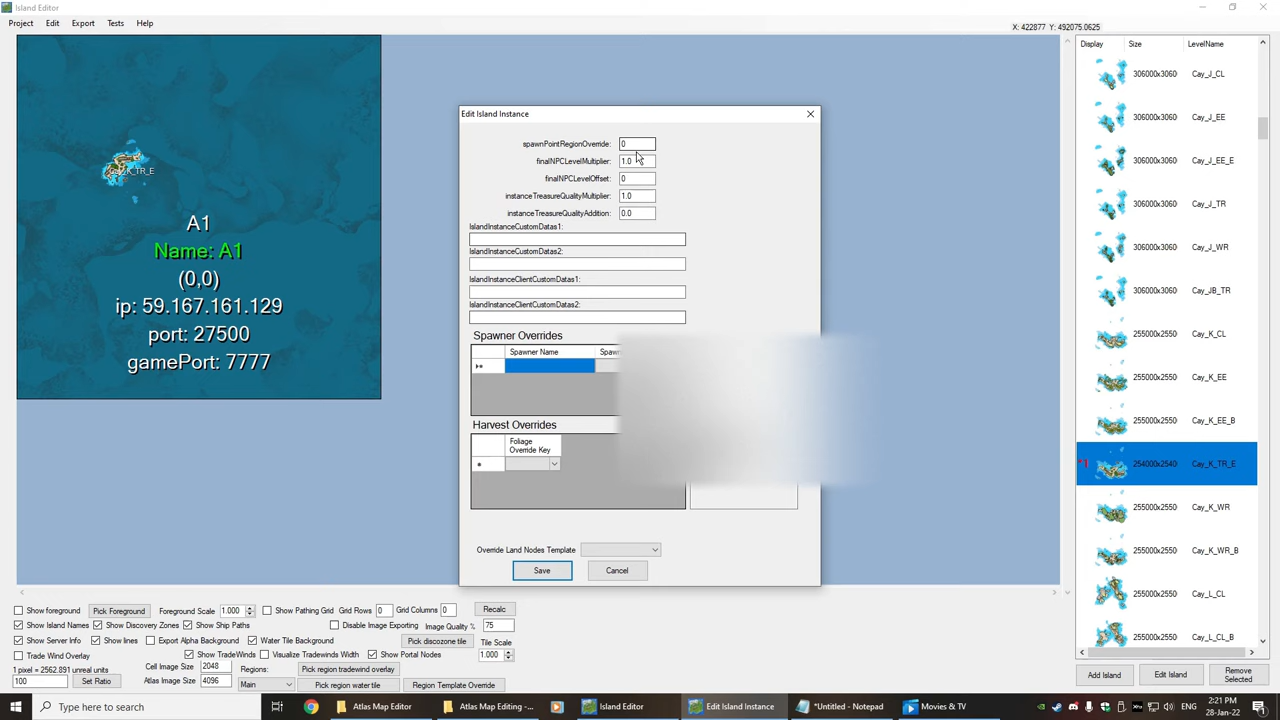 Island Editor
Project Edit Export Tests Help
X: 422877 Y: 492075.0625
Display Size LevelName
306000x3060 Cay_J_CL
306000x3060 Cay_J_EE
306000x3060 Cay_J_EE_E
306000x3060 Cay_J_TR
306000x3060 Cay_J_WR
306000x3060 Cay_JB_TR
255000x2550 Cay_K_CL
255000x2550 Cay_K_EE
255000x2550 Cay_K_EE_B
*1 254000x2540 Cay_K_TR_E
255000x2550 Cay_K_WR
255000x2550 Cay_K_WR_B
255000x2550 Cay_L_CL
255000x2550 Cay_L_CL_B
Add Island Edit Island Remove Selected
K_TR_E
A1
Name: A1
(0,0)
ip: 59.167.161.129
port: 27500
gamePort: 7777
Edit Island Instance
spawnPointRegionOverride: 0
finalNPCLevelMultiplier: 1.0
finalNPCLevelOffset: 0
instanceTreasureQualityMultiplier: 1.0
instanceTreasureQualityAddition: 0.0
IslandInstanceCustomDatas1:
IslandInstanceCustomDatas2:
IslandInstanceClientCustomDatas1:
IslandInstanceClientCustomDatas2:
Spawner Overrides
Spawner Name
Harvest Overrides
Foliage Override Key
Override Land Nodes Template
Save Cancel
Show foreground Pick Foreground Foreground Scale 1.000 Show Pathing Grid Grid Rows 0 Grid Columns 0 Recalc
Show Island Names Show Discovery Zones Show Ship Paths Disable Image Exporting Image Quality % 75
Show Server Info Show lines Export Alpha Background Water Tile Background Pick discozone tile Tile Scale
Trade Wind Overlay Show TradeWinds Visualize Tradewinds Width Show Portal Nodes 1.000
1 pixel = 2562.891 unreal units Cell Image Size 2048 Regions: Pick region tradewind overlay
100 Set Ratio Atlas Image Size 4096 Main Pick region water tile Region Template Override
Type here to search
Atlas Map Editor
Atlas Map Editing -...
Island Editor
Edit Island Instance
*Untitled - Notepad
Movies & TV
ENG
2:21 PM
28-Jan-22